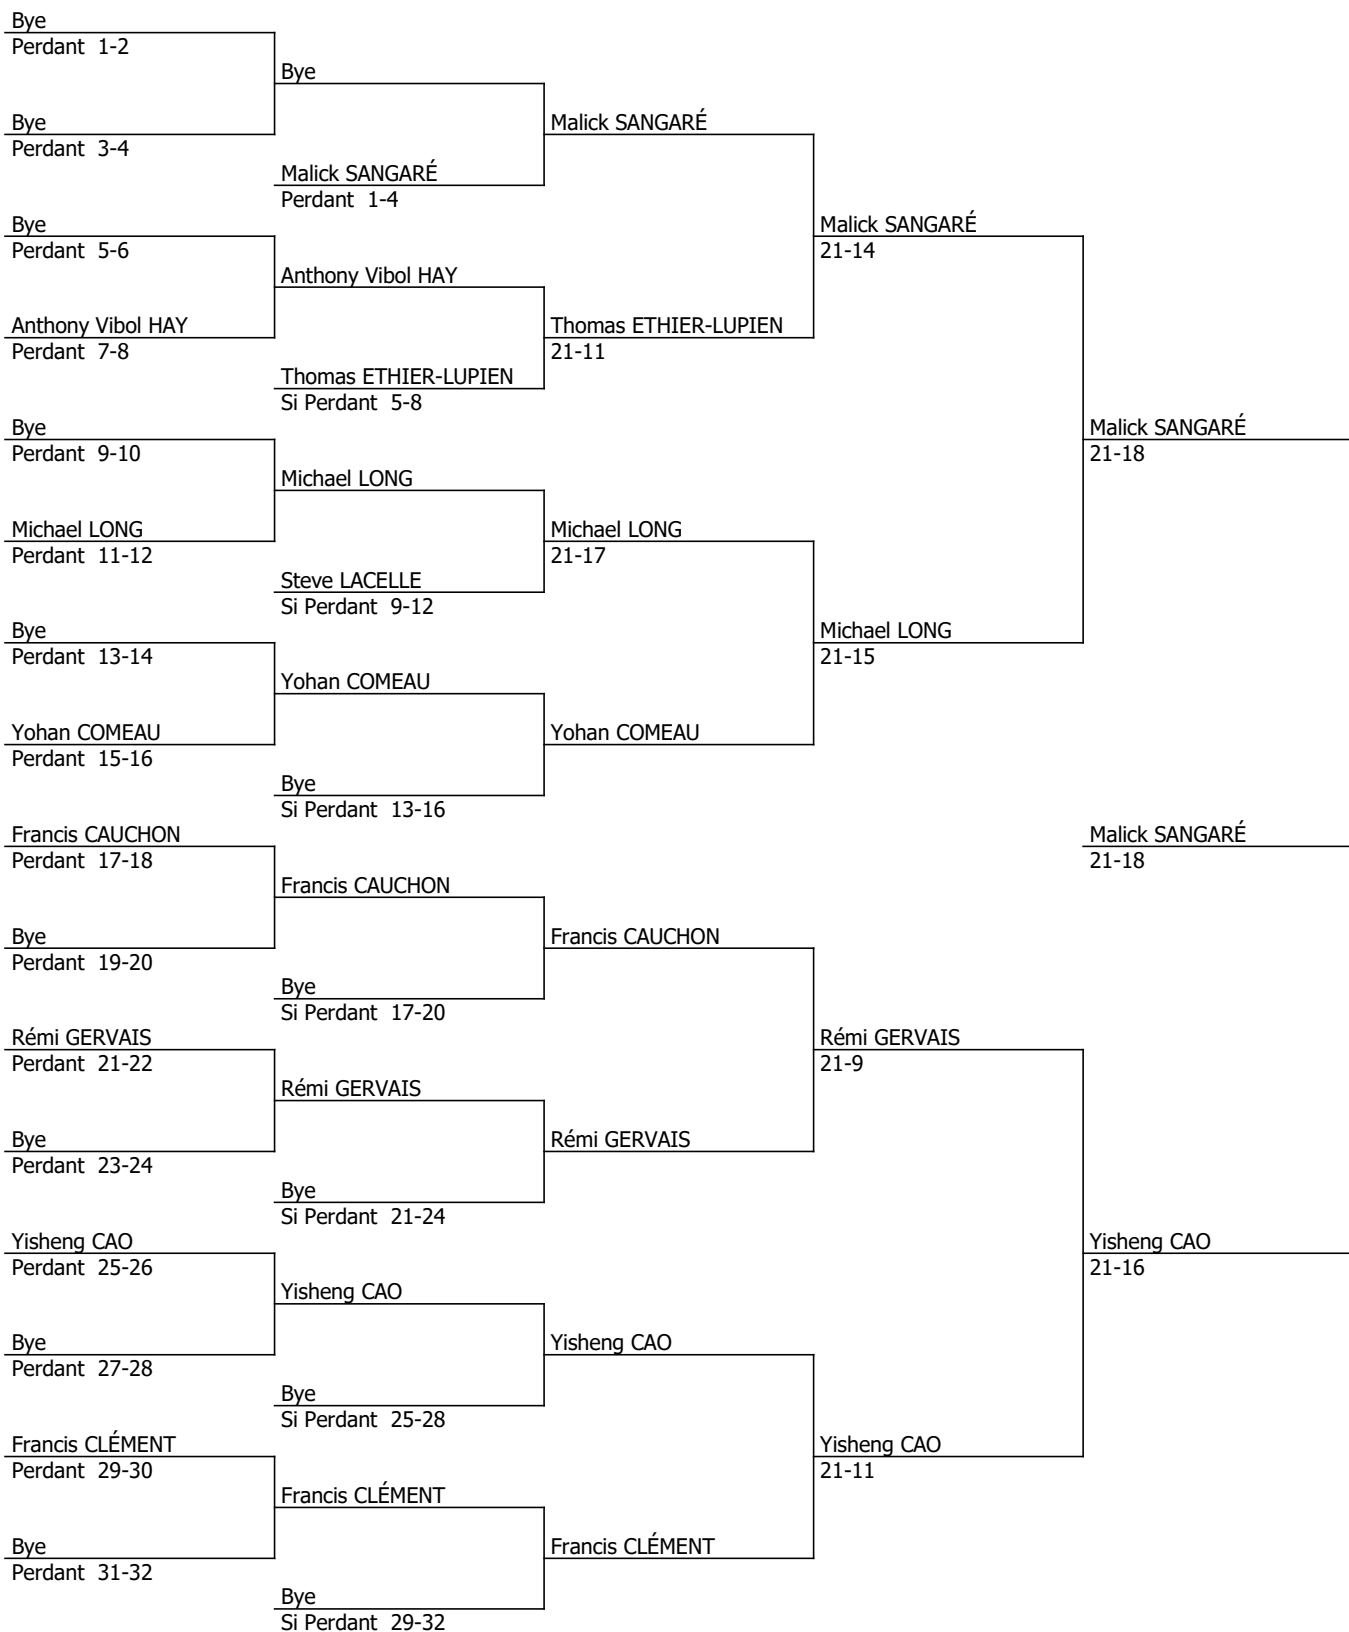 Bye
Perdant 1-2
Bye
Bye
Perdant 3-4
Malick SANGARÉ
Malick SANGARÉ
Perdant 1-4
Bye
Perdant 5-6
Malick SANGARÉ
21-14
Anthony Vibol HAY
Anthony Vibol HAY
Perdant 7-8
Thomas ETHIER-LUPIEN
21-11
Thomas ETHIER-LUPIEN
Si Perdant 5-8
Bye
Perdant 9-10
Malick SANGARÉ
21-18
Michael LONG
Michael LONG
Perdant 11-12
Michael LONG
21-17
Steve LACELLE
Si Perdant 9-12
Bye
Perdant 13-14
Michael LONG
21-15
Yohan COMEAU
Yohan COMEAU
Perdant 15-16
Yohan COMEAU
Bye
Si Perdant 13-16
Francis CAUCHON
Perdant 17-18
Malick SANGARÉ
21-18
Francis CAUCHON
Bye
Perdant 19-20
Francis CAUCHON
Bye
Si Perdant 17-20
Rémi GERVAIS
Perdant 21-22
Rémi GERVAIS
21-9
Rémi GERVAIS
Bye
Perdant 23-24
Rémi GERVAIS
Bye
Si Perdant 21-24
Yisheng CAO
Perdant 25-26
Yisheng CAO
21-16
Yisheng CAO
Bye
Perdant 27-28
Yisheng CAO
Bye
Si Perdant 25-28
Francis CLÉMENT
Perdant 29-30
Yisheng CAO
21-11
Francis CLÉMENT
Bye
Perdant 31-32
Francis CLÉMENT
Bye
Si Perdant 29-32